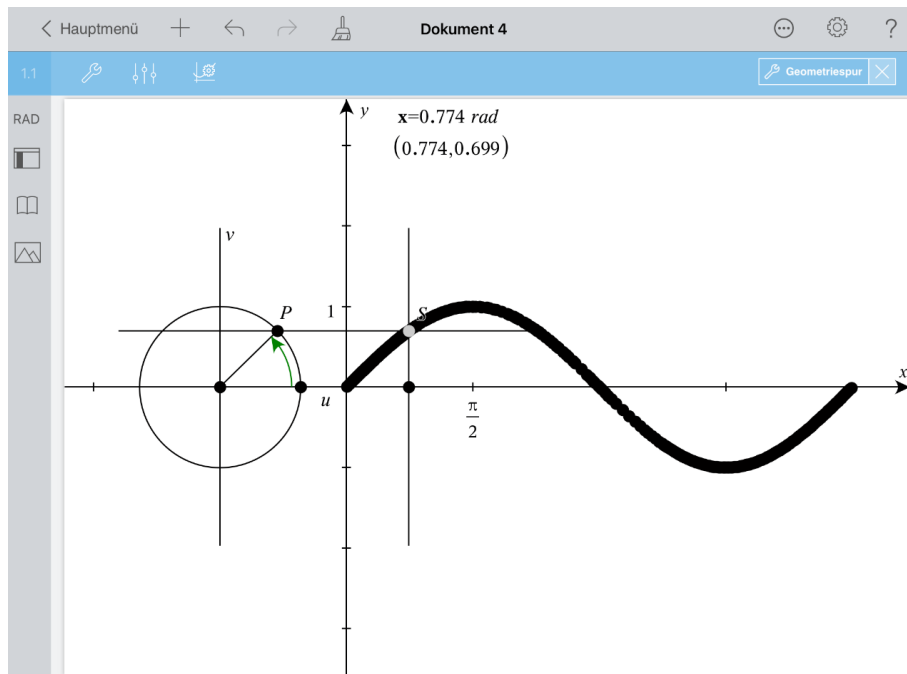 Hauptmenü
Dokument 4
?
1.1
Geometriespur
RAD
y
x=0.774 rad
(0.774,0.699)
v
P
1
S
x
u
π
2